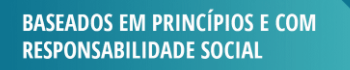 BASEADOS EM PRINCÍPIOS E COM
RESPONSABILIDADE SOCIAL